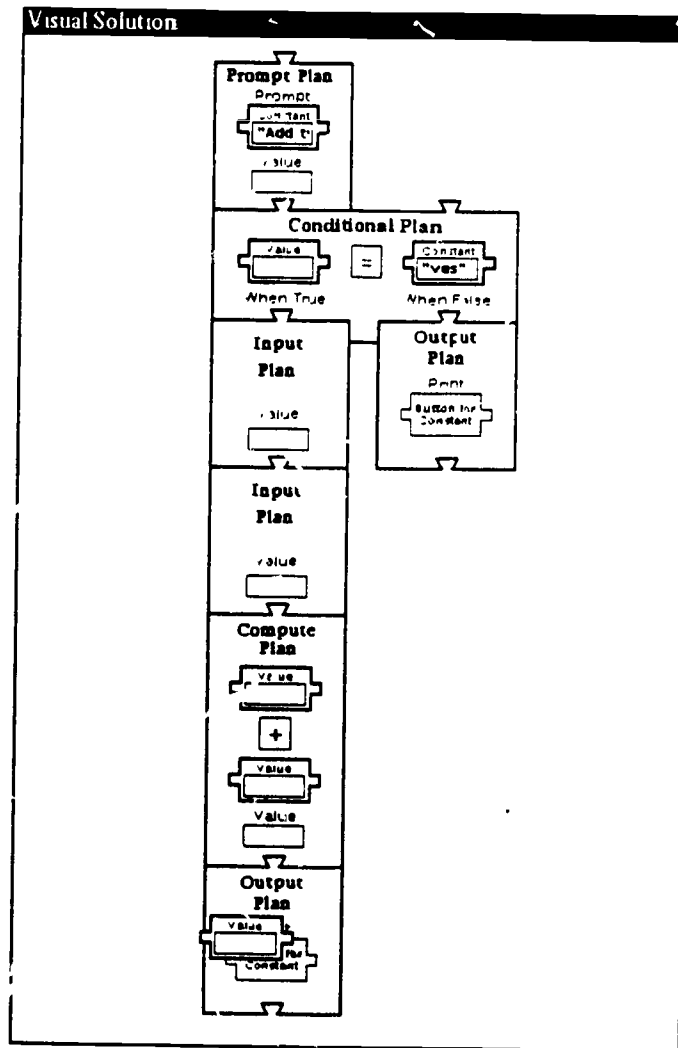 Visual Solution
Prompt Plan
Prompt
Constant
"Add t
Value
Conditional Plan
Value
=
Constant
"yes"
When True
When False
Input
Plan
Value
Output
Plan
Print
Button for
Constant
Input
Plan
Value
Compute
Plan
Value
+
Value
Value
Output
Plan
Value
for
Constant